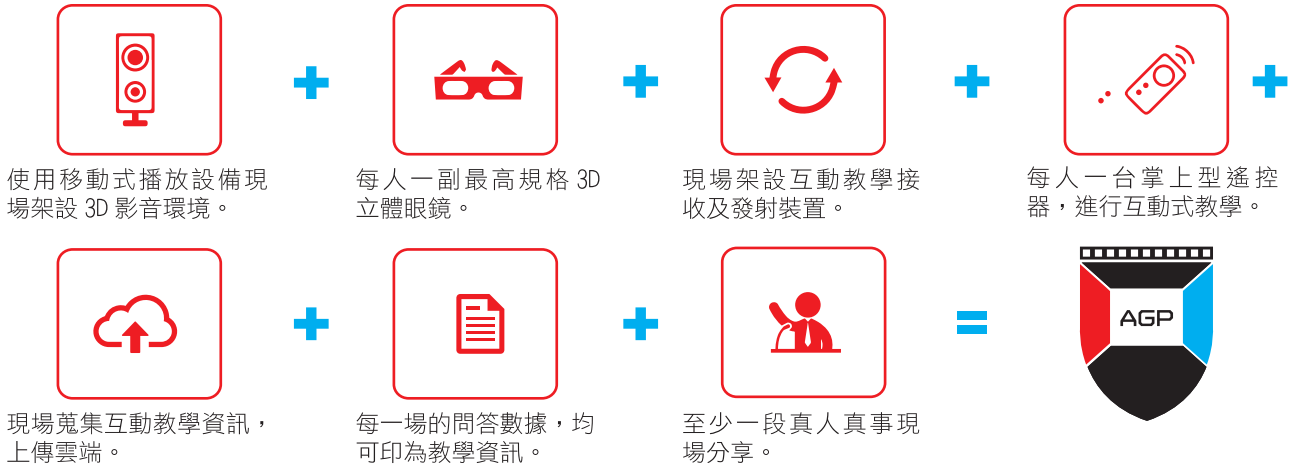 使用移動式播放設備現
場架設 3D 影音環境。
每人一副最高規格 3D
立體眼鏡。
現場架設互動教學接
收及發射裝置。
每人一台掌上型遙控
器，進行互動式教學。
現場蒐集互動教學資訊，
上傳雲端。
每一場的問答數據，均
可印為教學資訊。
至少一段真人真事現
場分享。
AGP